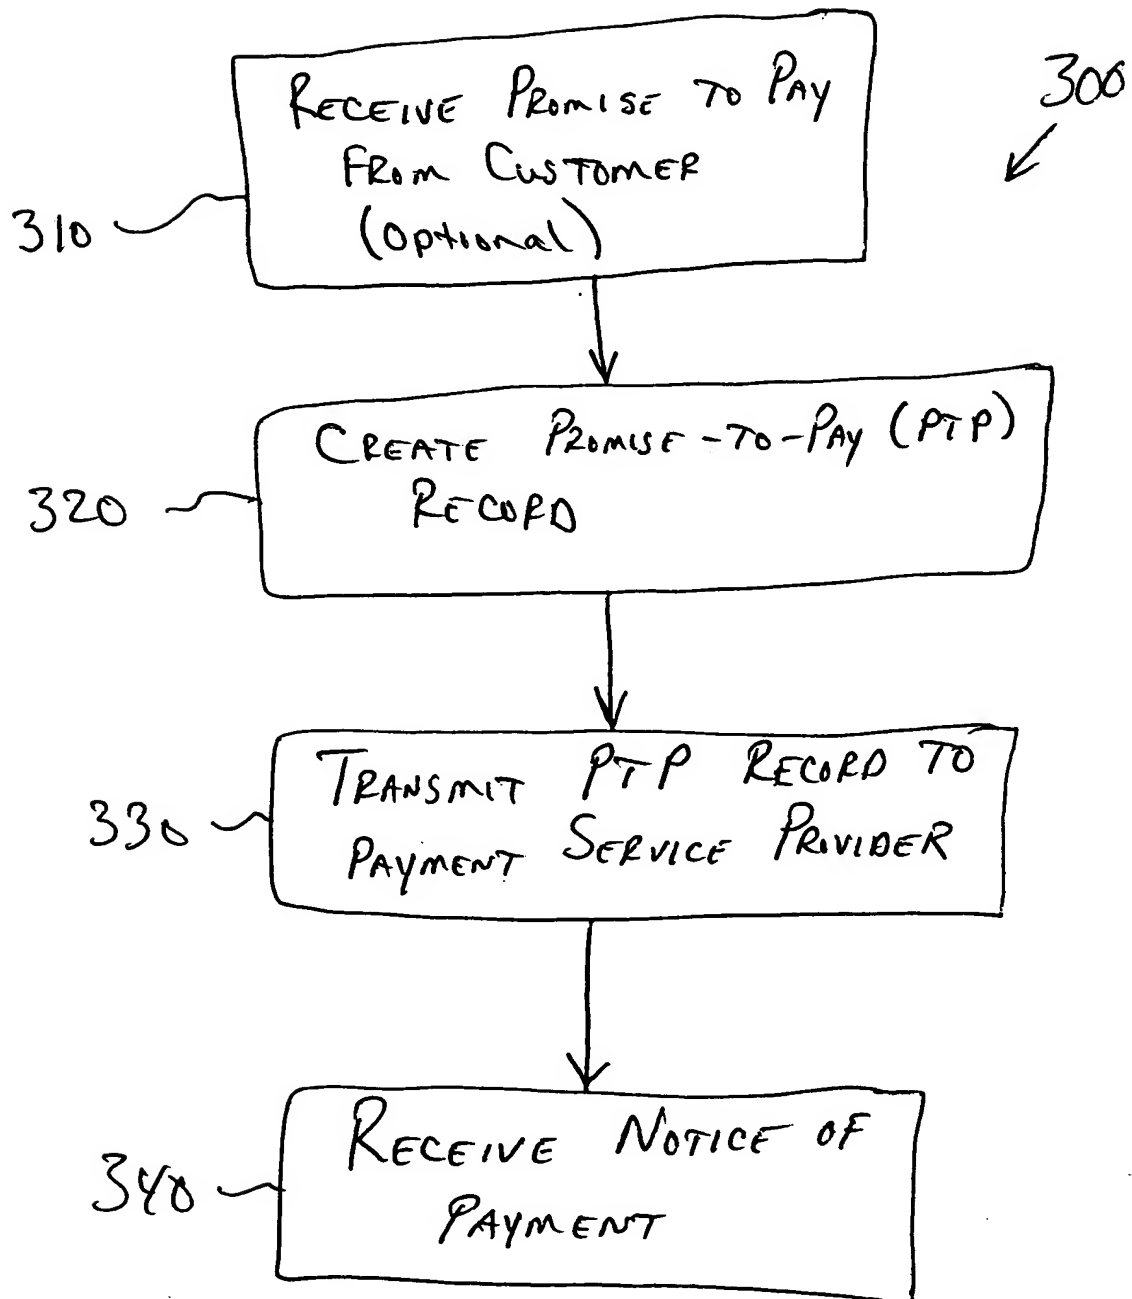 300
RECEIVE PROMISE TO PAY
FROM CUSTOMER
(optional)
310
CREATE PROMISE-TO-PAY (PTP)
RECORD
320
TRANSMIT PTP RECORD TO
PAYMENT SERVICE PROVIDER
330
RECEIVE NOTICE OF
PAYMENT
340